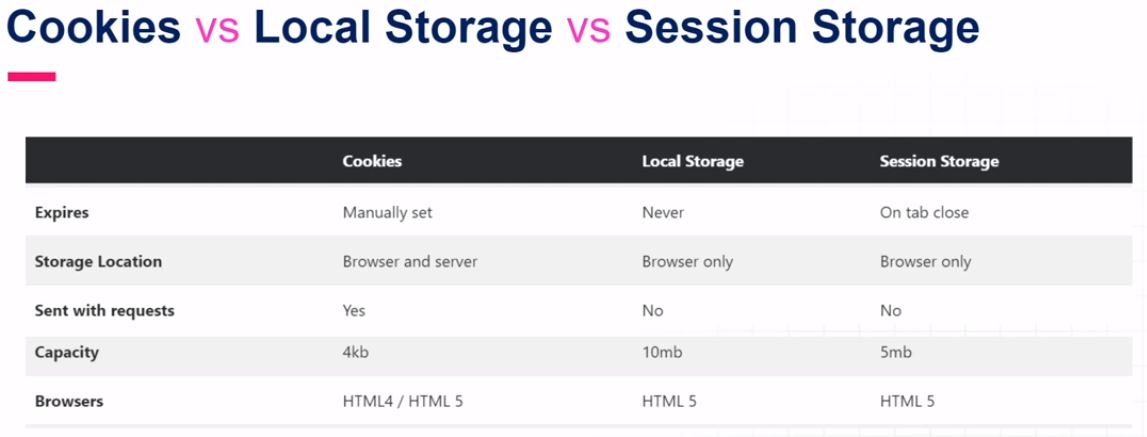 Cookies vs Local Storage vs Session Storage
Cookies Local Storage Session Storage
Expires Manually set Never On tab close
Storage Location Browser and server Browser only Browser only
Sent with requests Yes No No
Capacity 4kb 10mb 5mb
Browsers HTML4 / HTML 5 HTML 5 HTML 5